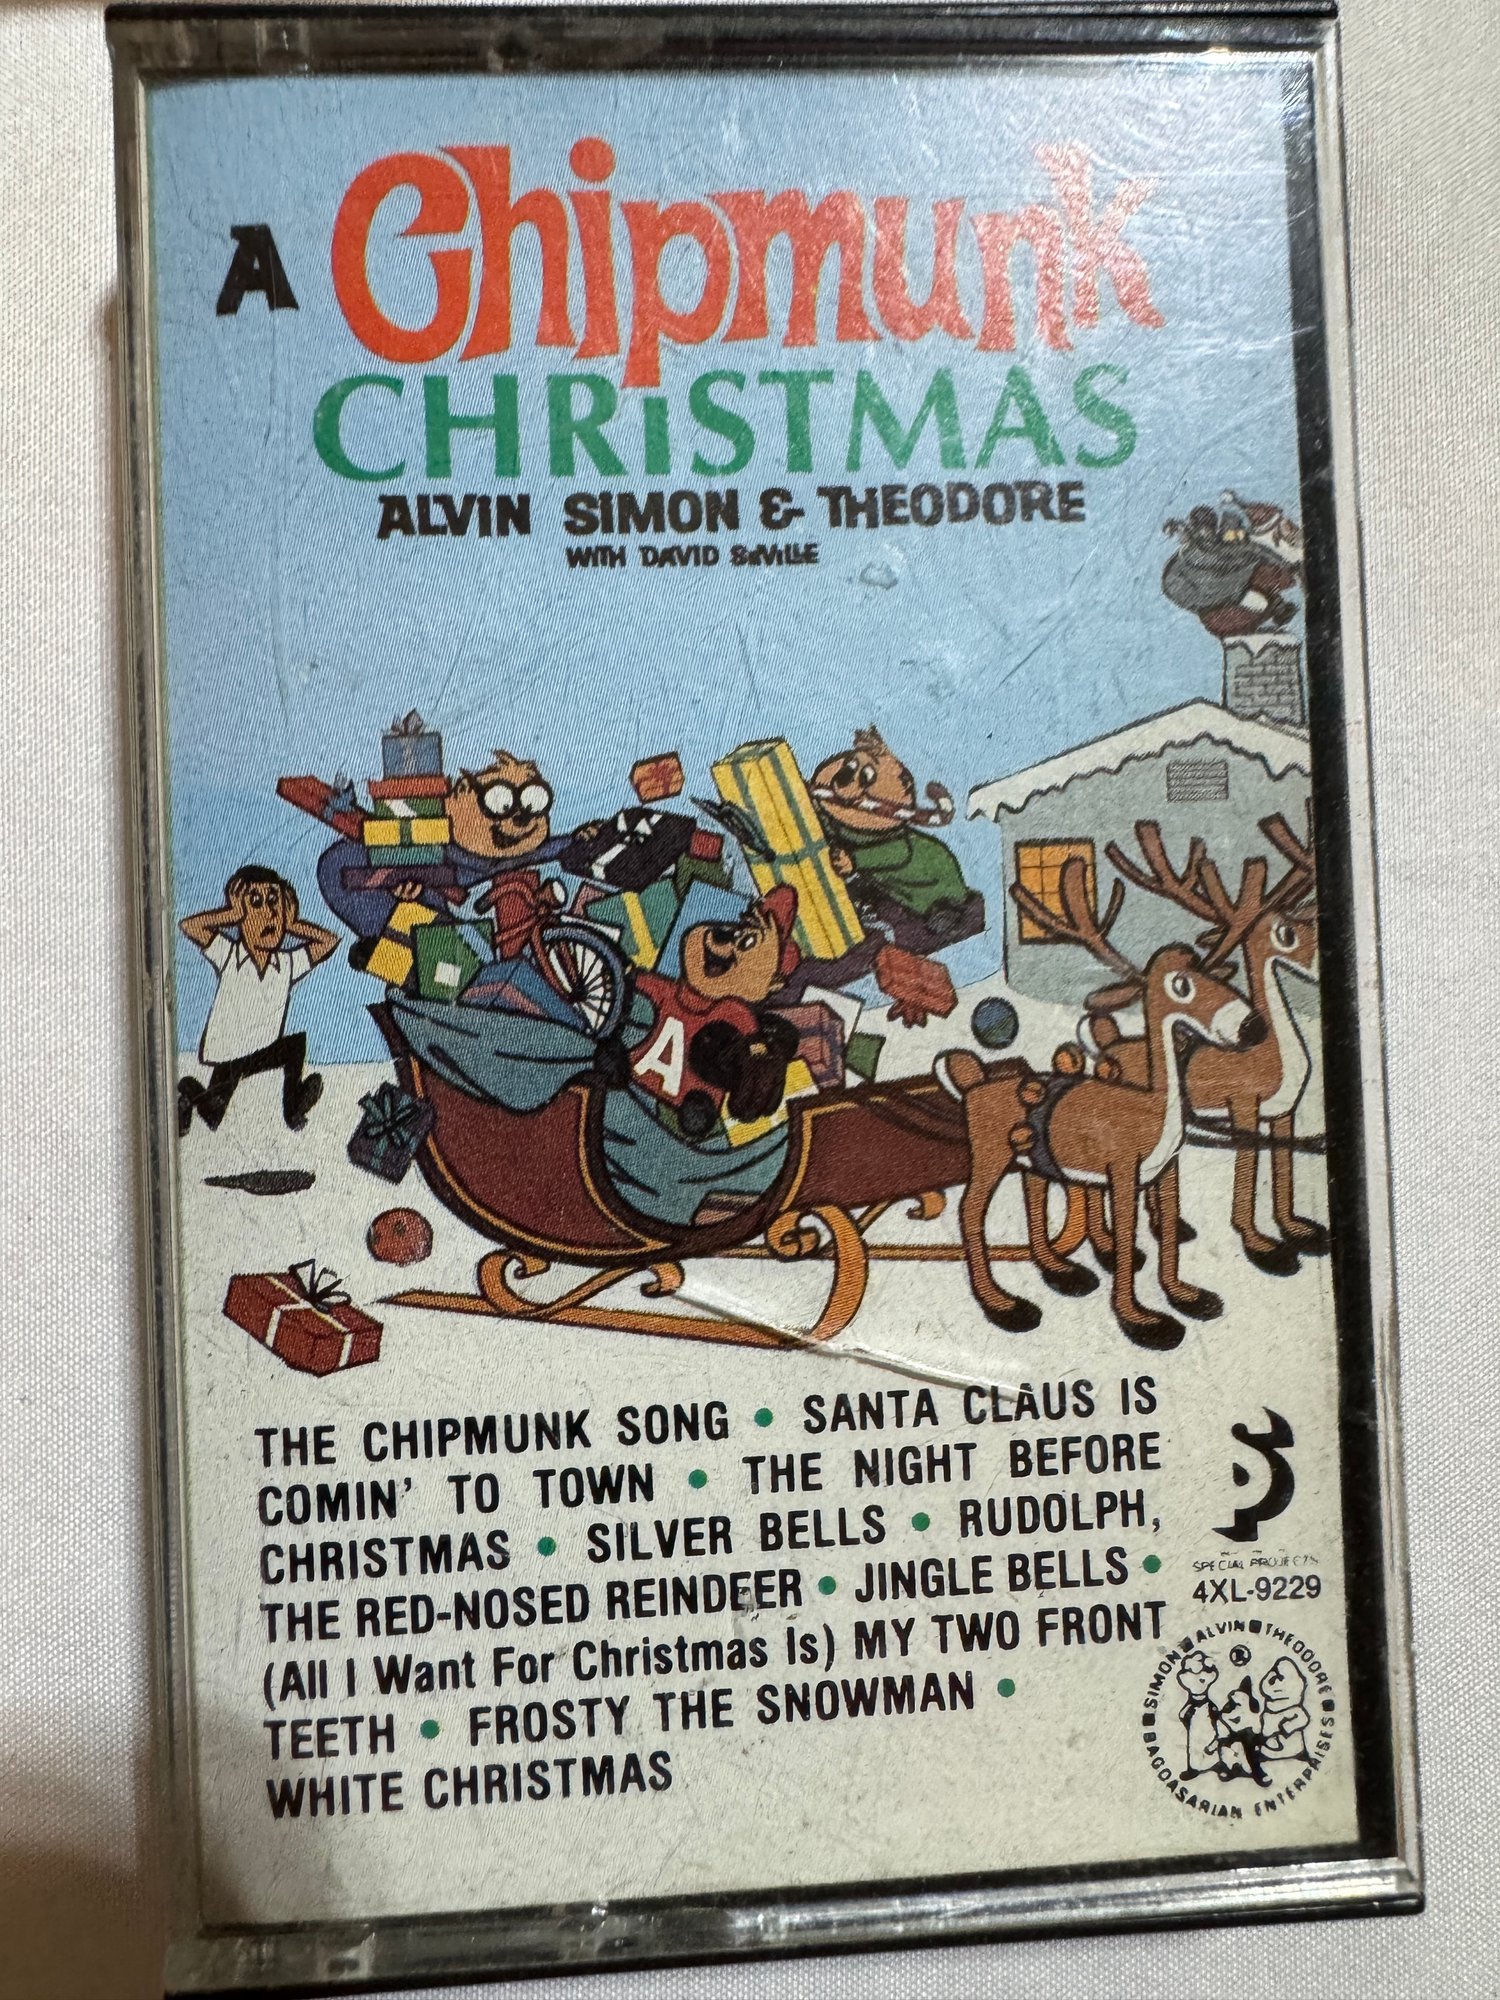 A Chipmunk
CHRiSTMAS
ALViN SiMON & THEODORE
WiTH DAViD SEViLLE
A
THE CHIPMUNK SONG • SANTA CLAUS IS
COMIN' TO TOWN • THE NIGHT BEFORE
CHRISTMAS • SILVER BELLS • RUDOLPH,
THE RED-NOSED REINDEER • JINGLE BELLS •
(All I Want For Christmas Is) MY TWO FRONT
TEETH • FROSTY THE SNOWMAN •
WHITE CHRISTMAS
SPECIAL PROJECTS
4XL-9229
SIMON ■ ALVIN ■ THEODORE ■
BAGDASARIAN ENTERPRISES ■
®